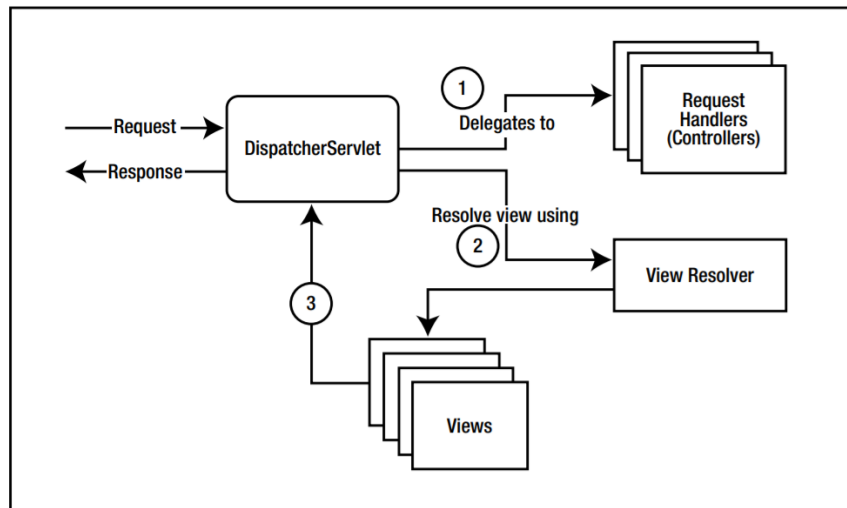 1
Request
Delegates to
Request
Handlers
(Controllers)
DispatcherServlet
Response
Resolve view using
2
View Resolver
3
Views